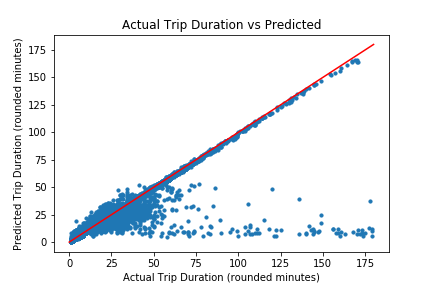 Actual Trip Duration vs Predicted
175
150
125
100
75
50
25
0
Predicted Trip Duration (rounded minutes)
0 25 50 75 100 125 150 175
Actual Trip Duration (rounded minutes)